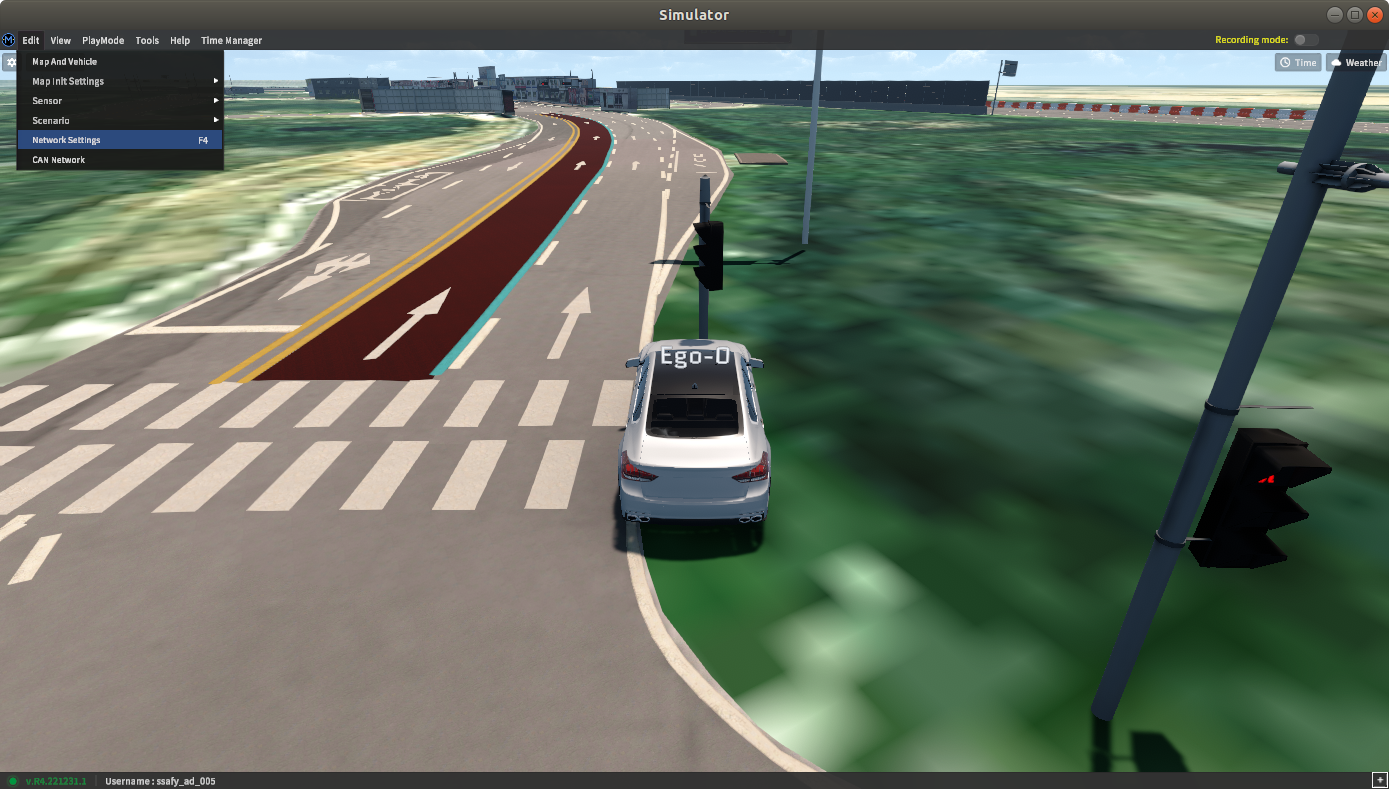 Simulator
Edit View PlayMode Tools Help Time Manager
Recording mode:
Map And Vehicle
Map Init Settings
Sensor
Scenario
Network Settings F4
CAN Network
Time Weather
Ego-0
v.R4.221231.1 Username : ssafy_ad_005